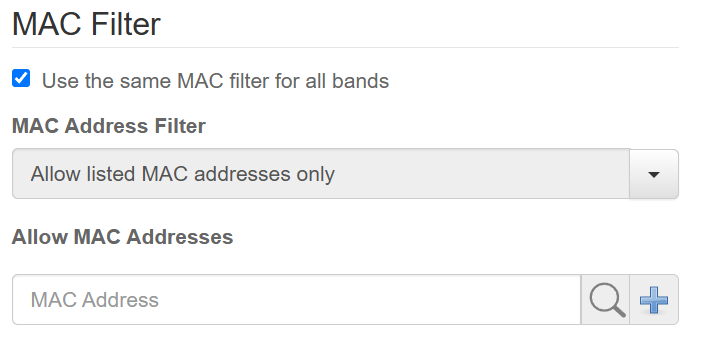 MAC Filter
Use the same MAC filter for all bands
MAC Address Filter
Allow listed MAC addresses only
Allow MAC Addresses
MAC Address